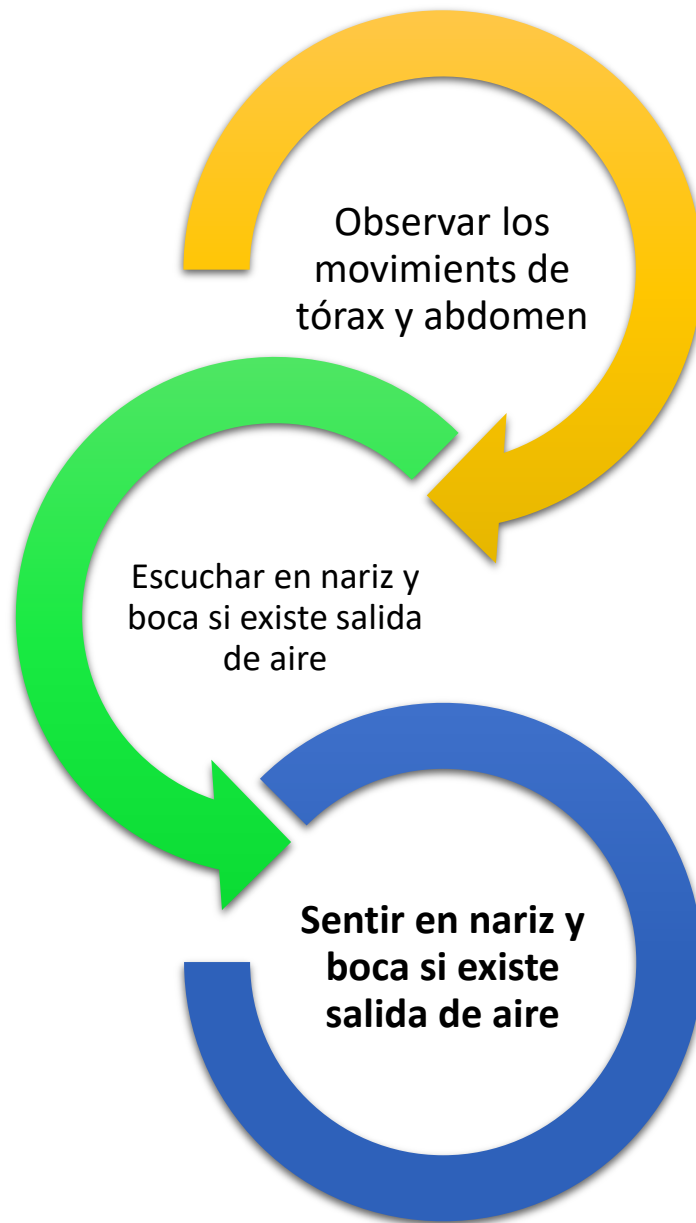 Observar los
movimients de
tórax y abdomen
Escuchar en nariz y
boca si existe salida
de aire
Sentir en nariz y
boca si existe
salida de aire